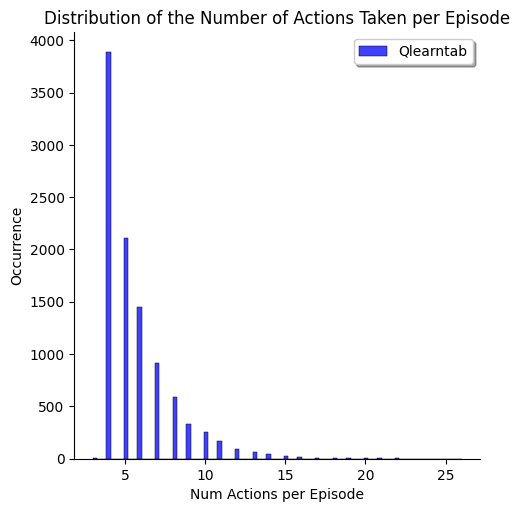 Distribution of the Number of Actions Taken per Episode
Qlearntab
4000
3500
3000
2500
2000
1500
1000
500
0
Occurrence
5 10 15 20 25
Num Actions per Episode